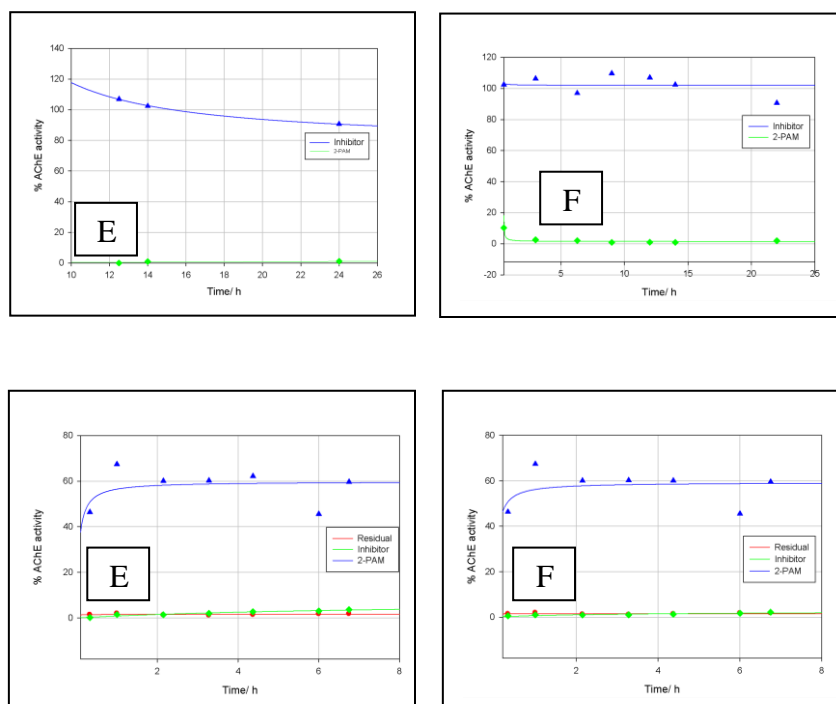 140
120
100
80
60
40
20
0
% AChE activity
10 12 14 16 18 20 22 24 26
Time/ h
Inhibitor
2-PAM
E
120
100
80
60
40
20
0
-20
% AChE activity
5 10 15 20 25
Time/ h
Inhibitor
2-PAM
F
80
60
40
20
0
% AChE activity
2 4 6 8
Time/ h
Residual
Inhibitor
2-PAM
E
80
60
40
20
0
% AChE activity
2 4 6 8
Time/ h
Residual
Inhibitor
2-PAM
F